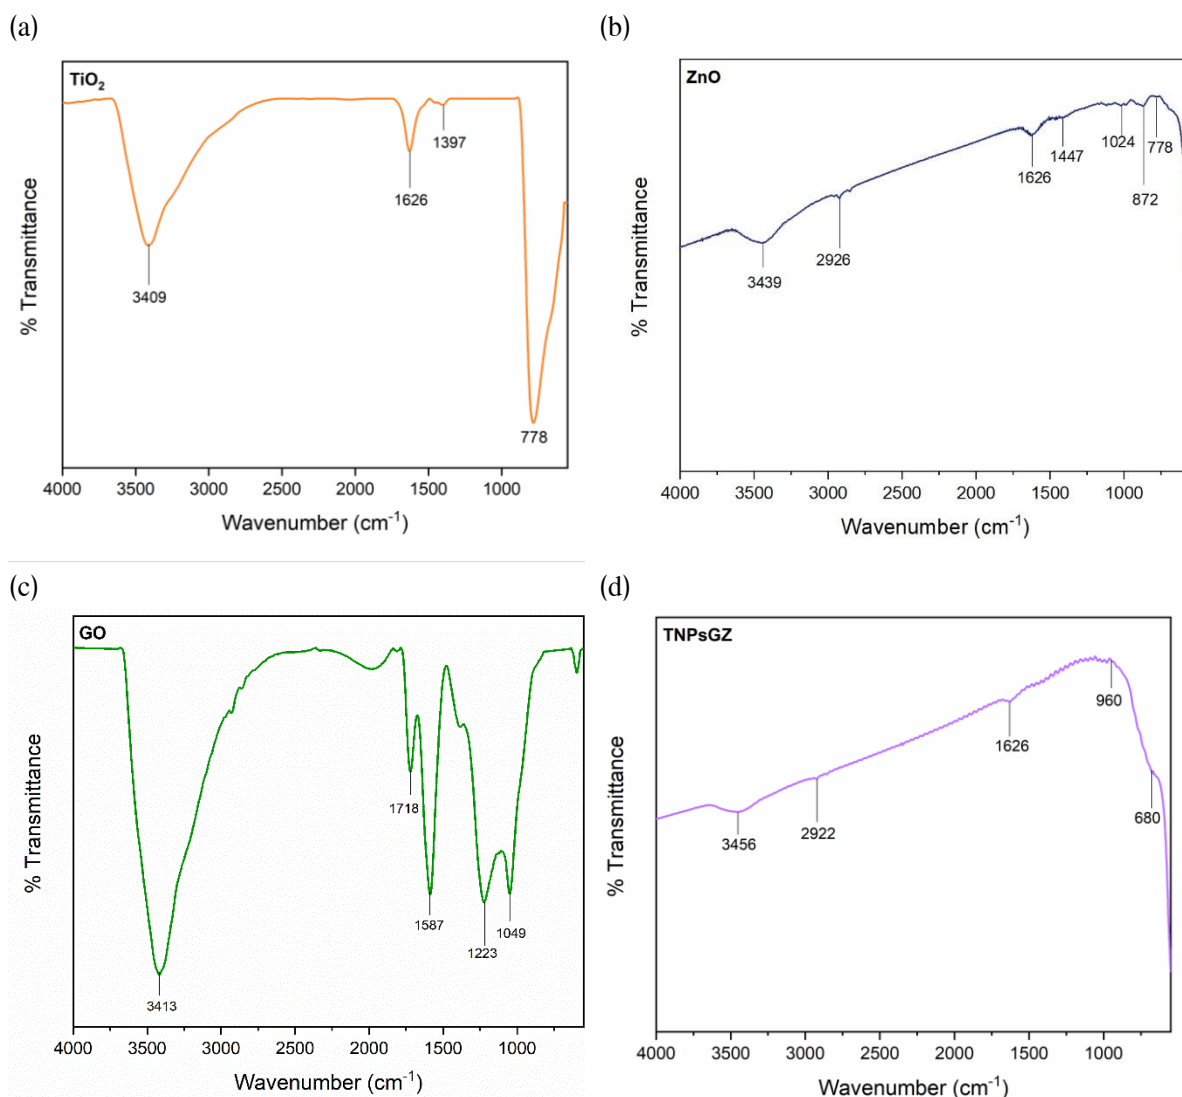 (a)
TiO₂
% Transmittance
3409
1626
1397
778
4000 3500 3000 2500 2000 1500 1000
Wavenumber (cm⁻¹)
(b)
ZnO
% Transmittance
3439
2926
1626
1447
1024
872
778
4000 3500 3000 2500 2000 1500 1000
Wavenumber (cm⁻¹)
(c)
GO
% Transmittance
3413
1718
1587
1223
1049
4000 3500 3000 2500 2000 1500 1000
Wavenumber (cm⁻¹)
(d)
TNPsGZ
% Transmittance
3456
2922
1626
960
680
4000 3500 3000 2500 2000 1500 1000
Wavenumber (cm⁻¹)